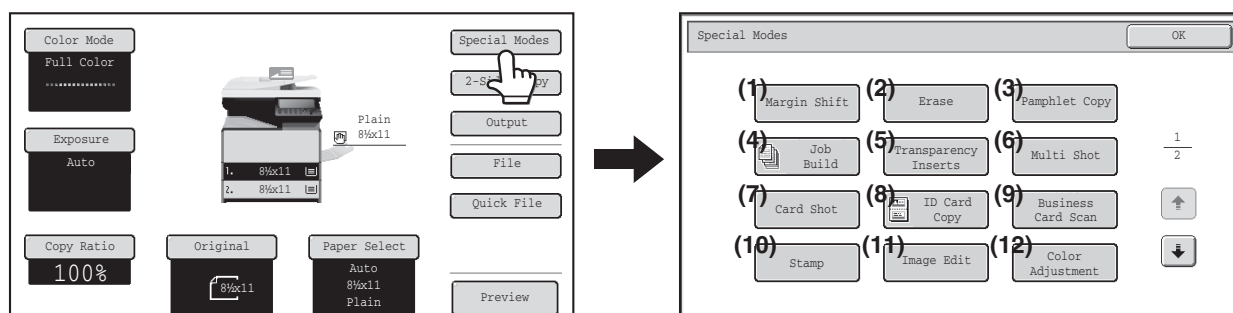 Color Mode
Full Color
Exposure
Auto
Copy Ratio
100%
Original
8½x11
Paper Select
Auto
8½x11
Plain
Plain
8½x11
1. 8½x11
2. 8½x11
Special Modes
Output
File
Quick File
Preview
Special Modes
OK
(1) Margin Shift
(2) Erase
(3) Pamphlet Copy
(4) Job
Build
(5) Transparency
Inserts
(6) Multi Shot
(7) Card Shot
(8) ID Card
Copy
(9) Business
Card Scan
(10) Stamp
(11) Image Edit
(12) Color
Adjustment
1
2